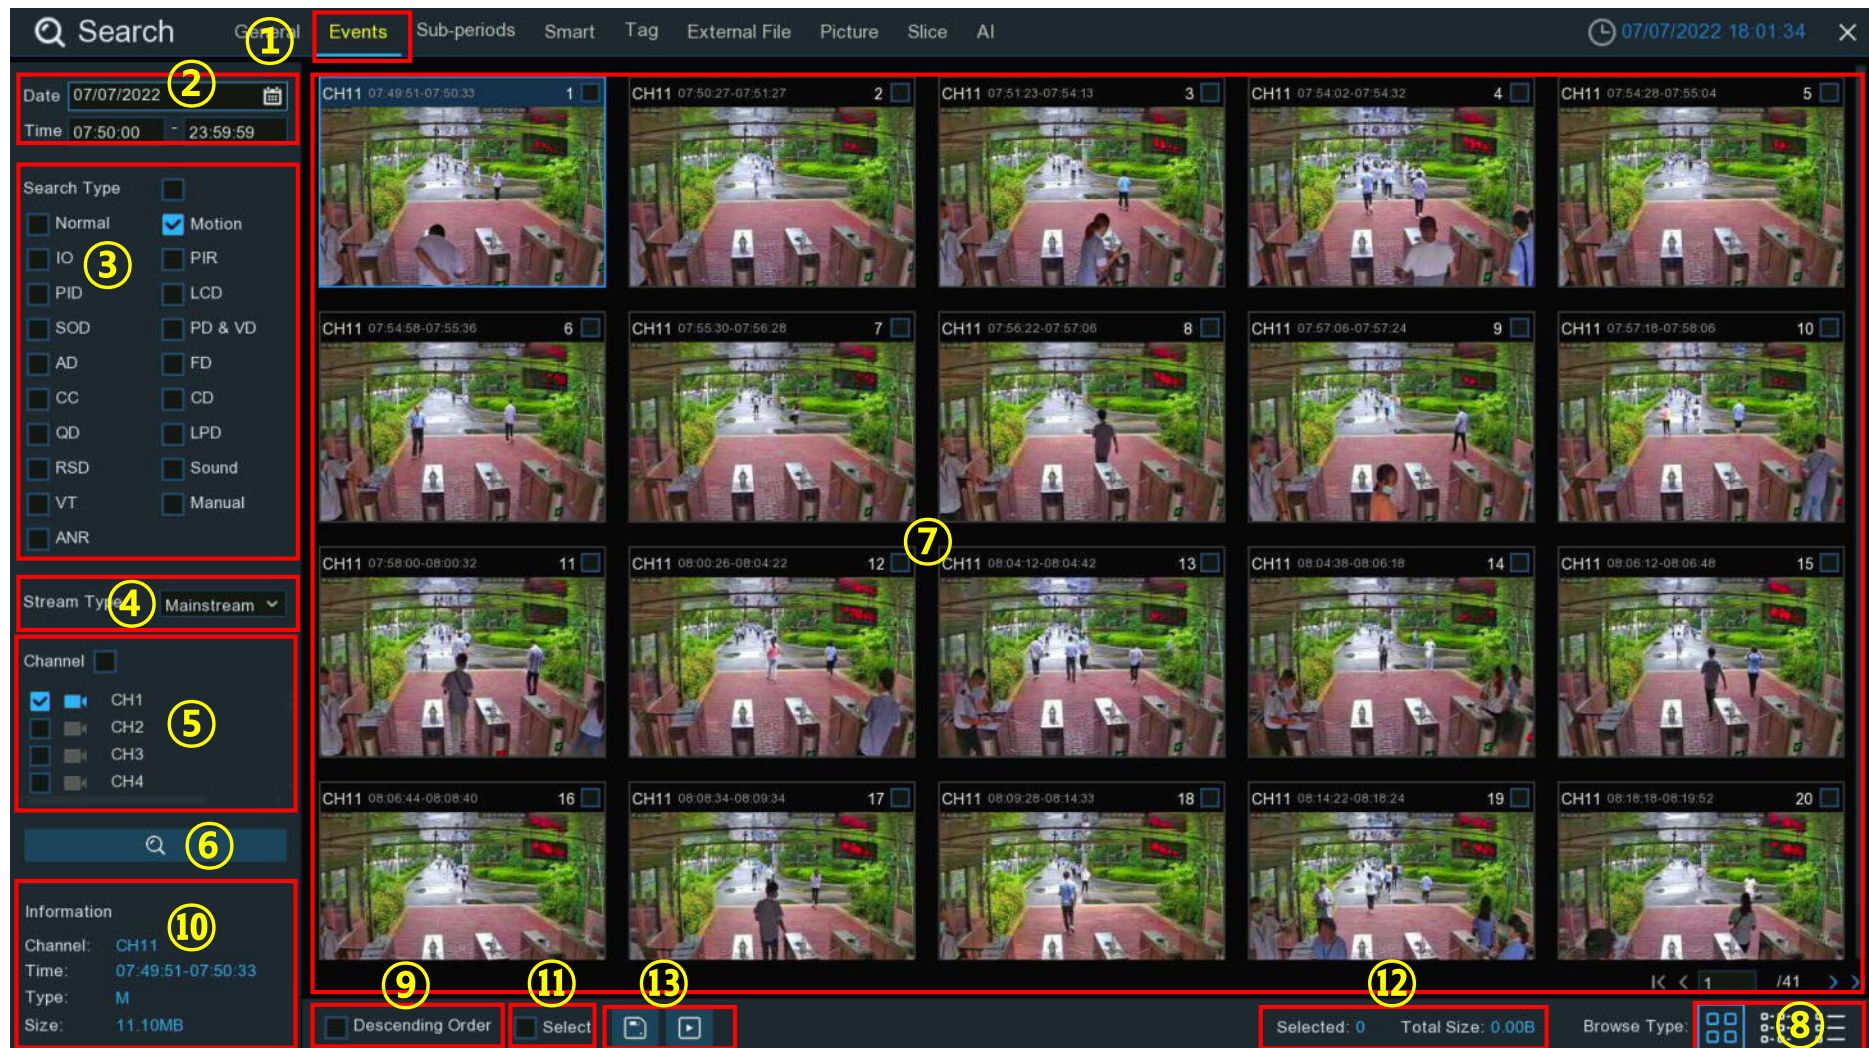 Search General Events Sub-periods Smart Tag External File Picture Slice AI 07/07/2022 18:01:34
①
②
Date 07/07/2022
Time 07:50:00 - 23:59:59
Search Type
Normal Motion
IO PIR
③
PID LCD
SOD PD & VD
AD FD
CC CD
QD LPD
RSD Sound
VT Manual
ANR
Stream Type Mainstream
④
Channel
CH1
CH2
CH3
CH4
⑤
⑥
Information
Channel: CH11
Time: 07:49:51-07:50:33
Type: M
Size: 11.10MB
⑩
CH11 07:49:51-07:50:33 1
CH11 07:50:27-07:51:27 2
CH11 07:51:23-07:54:13 3
CH11 07:54:02-07:54:32 4
CH11 07:54:28-07:55:04 5
CH11 07:54:58-07:55:36 6
CH11 07:55:30-07:56:28 7
CH11 07:56:22-07:57:06 8
CH11 07:57:06-07:57:24 9
CH11 07:57:18-07:58:06 10
⑦
CH11 07:58:00-08:00:32 11
CH11 08:00:26-08:04:22 12
CH11 08:04:12-08:04:42 13
CH11 08:04:38-08:06:18 14
CH11 08:06:12-08:06:48 15
CH11 08:06:44-08:08:40 16
CH11 08:08:34-08:09:34 17
CH11 08:09:28-08:14:33 18
CH11 08:14:22-08:18:24 19
CH11 08:18:18-08:19:52 20
1 /41
⑨ ⑪ ⑬ ⑫
Descending Order Select Selected: 0 Total Size: 0.00B Browse Type:
⑧